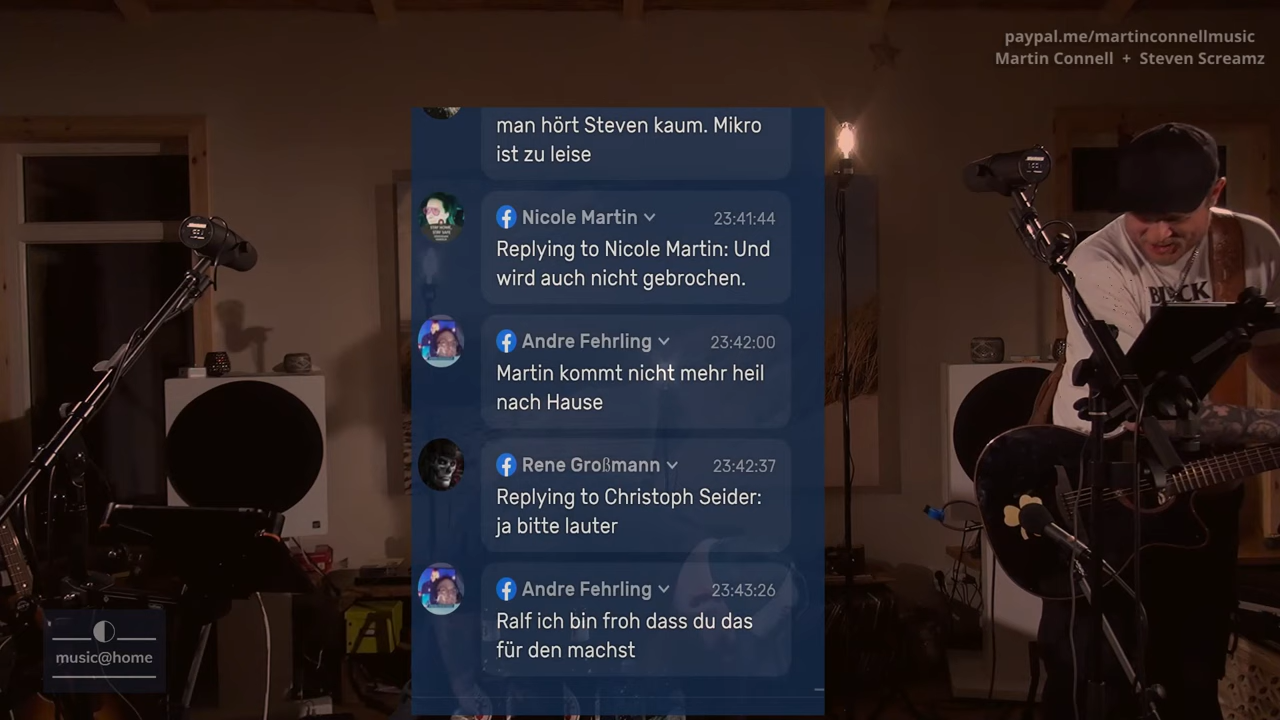 paypal.me/martinconnellmusic
Martin Connell + Steven Screamz
man hört Steven kaum. Mikro
ist zu leise
Nicole Martin 23:41:44
Replying to Nicole Martin: Und
wird auch nicht gebrochen.
Andre Fehrling 23:42:00
Martin kommt nicht mehr heil
nach Hause
Rene Großmann 23:42:37
Replying to Christoph Seider:
ja bitte lauter
Andre Fehrling 23:43:26
Ralf ich bin froh dass du das
für den machst
music@home
BL CK